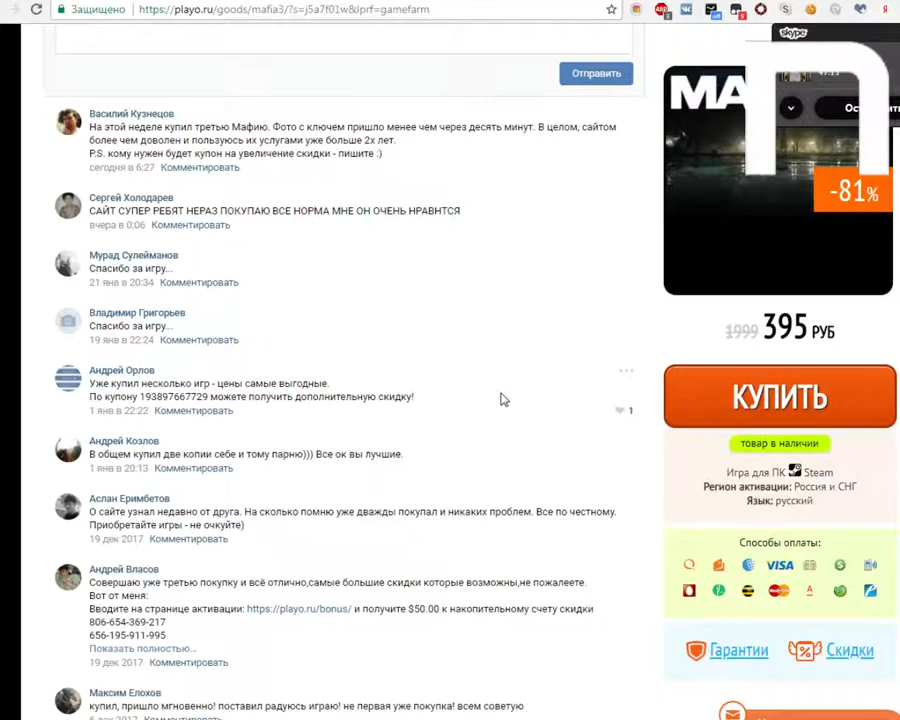 Защищено
https://playo.ru/goods/mafia3/?s=j5a7f01w&lprf=gamefarm
skype
Отправить
Василий Кузнецов
На этой неделе купил третью Мафию. Фото с ключем пришло менее чем через десять минут. В целом, сайтом
более чем доволен и пользуюсь их услугами уже больше 2х лет.
P.S. кому нужен будет купон на увеличение скидки - пишите :)
сегодня в 6:27 Комментировать
Сергей Холодарев
САЙТ СУПЕР РЕБЯТ НЕРАЗ ПОКУПАЮ ВСЕ НОРМА МНЕ ОН ОЧЕНЬ НРАВНТСЯ
вчера в 0:06 Комментировать
Мурад Сулейманов
Спасибо за игру...
21 янв в 20:34 Комментировать
Владимир Григорьев
Спасибо за игру...
19 янв в 22:24 Комментировать
Андрей Орлов
Уже купил несколько игр - цены самые выгодные.
По купону 193897667729 можете получить дополнительную скидку!
1 янв в 22:22 Комментировать
1
Андрей Козлов
В общем купил две копии себе и тому парню))) Все ок вы лучшие.
1 янв в 20:13 Комментировать
Аслан Еримбетов
О сайте узнал недавно от друга. На сколько помню уже дважды покупал и никаких проблем. Все по честному.
Приобретайте игры - не очкуйте)
19 дек 2017 Комментировать
Андрей Власов
Совершаю уже третью покупку и всё отлично,самые большие скидки которые возможны,не пожалеете.
Вот от меня:
Вводите на странице активации: https://playo.ru/bonus/ и получите $50.00 к накопительному счету скидки
806-654-369-217
656-195-911-995
Показать полностью...
19 дек 2017 Комментировать
Максим Елохов
купил, пришло мгновенно! поставил радуюсь играю! не первая уже покупка! всем советую
6 дек 2017 Комментировать
MA
Ост
-81%
1999 395 РУБ
КУПИТЬ
товар в наличии
Игра для ПК Steam
Регион активации: Россия и СНГ
Язык: русский
Способы оплаты:
VISA
Гарантии
Скидки